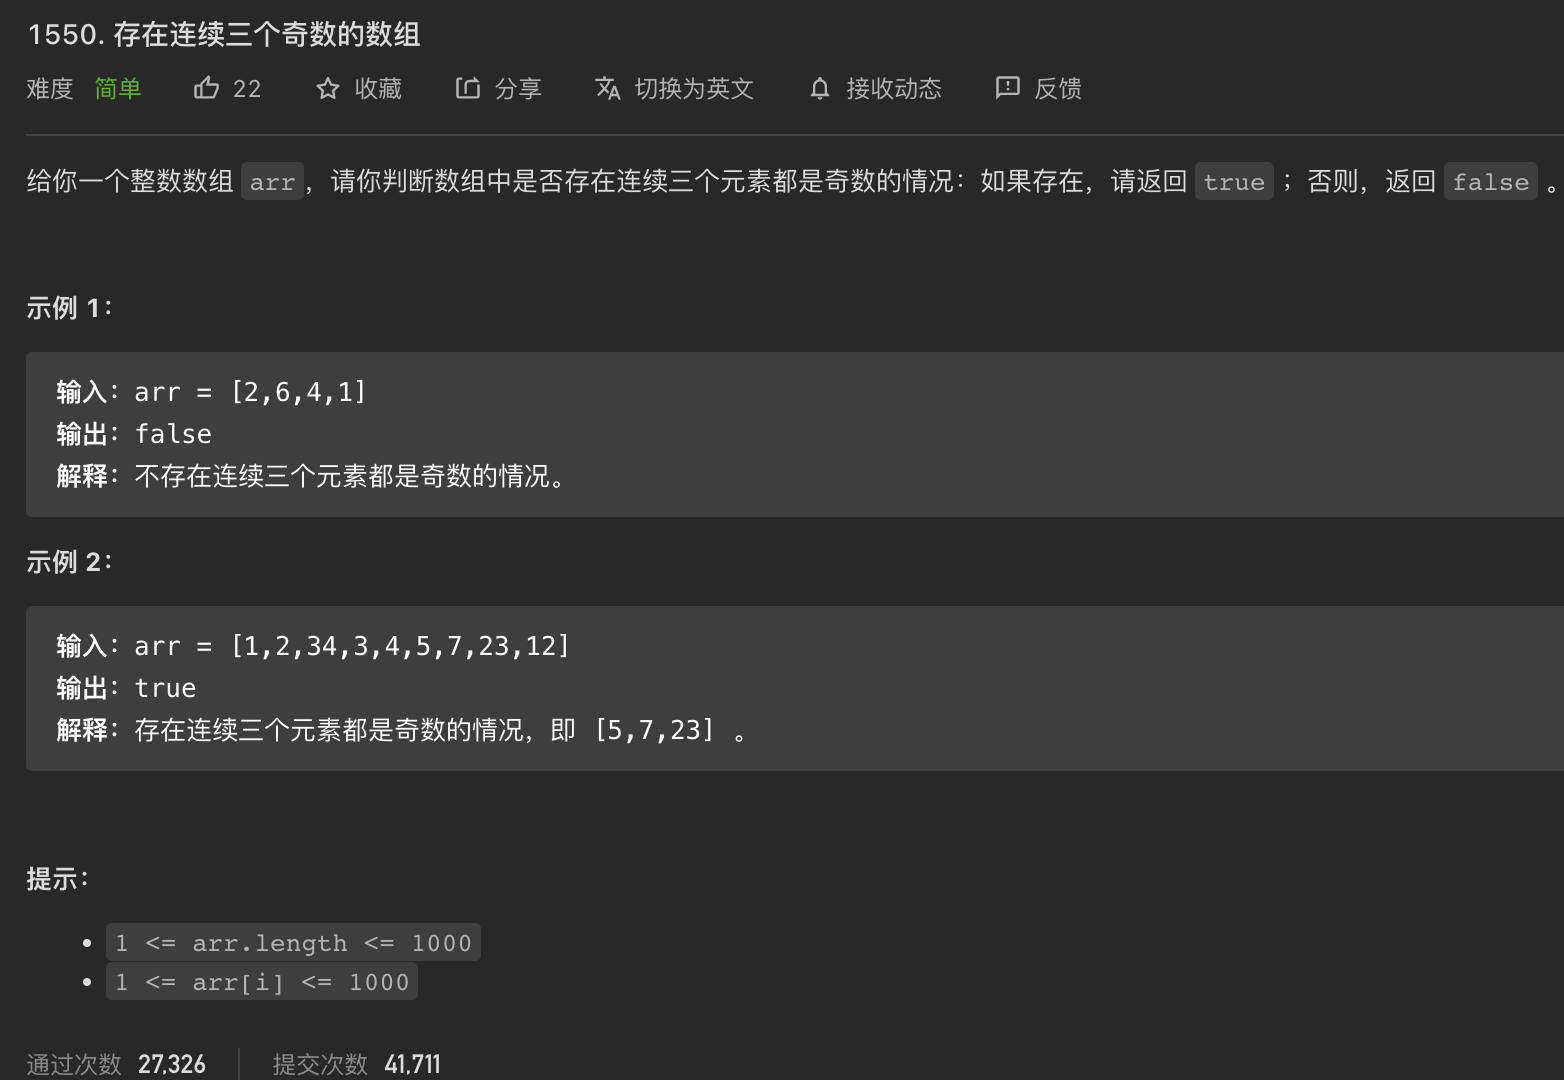 1550. 存在连续三个奇数的数组
难度 简单 22 收藏 分享 切换为英文 接收动态 反馈
给你一个整数数组 arr，请你判断数组中是否存在连续三个元素都是奇数的情况：如果存在，请返回 true ；否则，返回 false 。
示例 1：
输入：arr = [2,6,4,1]
输出：false
解释：不存在连续三个元素都是奇数的情况。
示例 2：
输入：arr = [1,2,34,3,4,5,7,23,12]
输出：true
解释：存在连续三个元素都是奇数的情况，即 [5,7,23] 。
提示：
• 1 <= arr.length <= 1000
• 1 <= arr[i] <= 1000
通过次数 27,326 提交次数 41,711